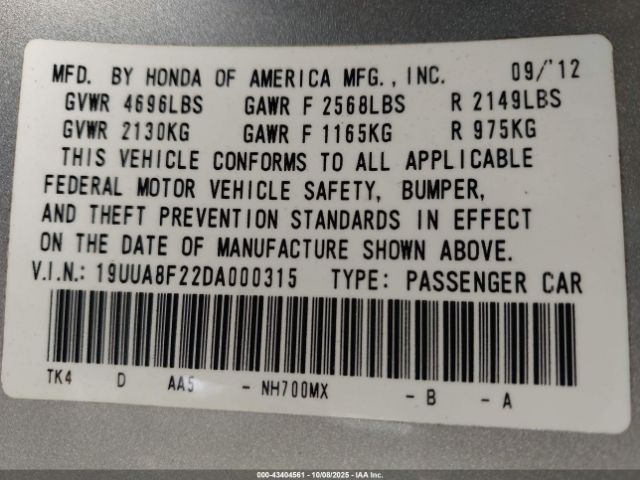 MFD. BY HONDA OF AMERICA MFG., INC. 09/'12
GVWR 4696LBS GAWR F 2568LBS R 2149LBS
GVWR 2130KG GAWR F 1165KG R 975KG
THIS VEHICLE CONFORMS TO ALL APPLICABLE
FEDERAL MOTOR VEHICLE SAFETY, BUMPER,
AND THEFT PREVENTION STANDARDS IN EFFECT
ON THE DATE OF MANUFACTURE SHOWN ABOVE.
V.I.N.: 19UUA8F22DA000315 TYPE: PASSENGER CAR
TK4 D AA5 - NH700MX - B - A
000-43404561 | 10/08/2025 | IAA Inc.